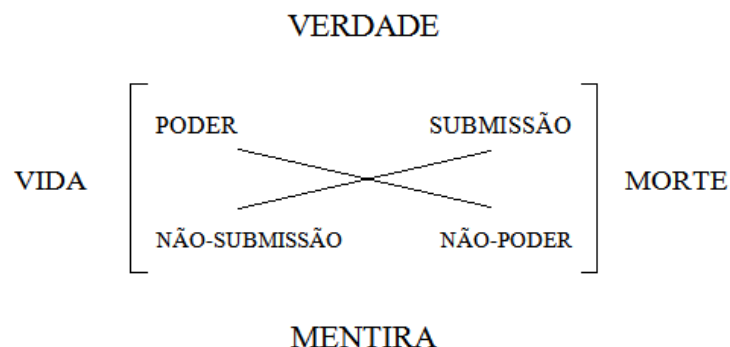 VERDADE
PODER SUBMISSÃO
VIDA MORTE
NÃO-SUBMISSÃO NÃO-PODER
MENTIRA